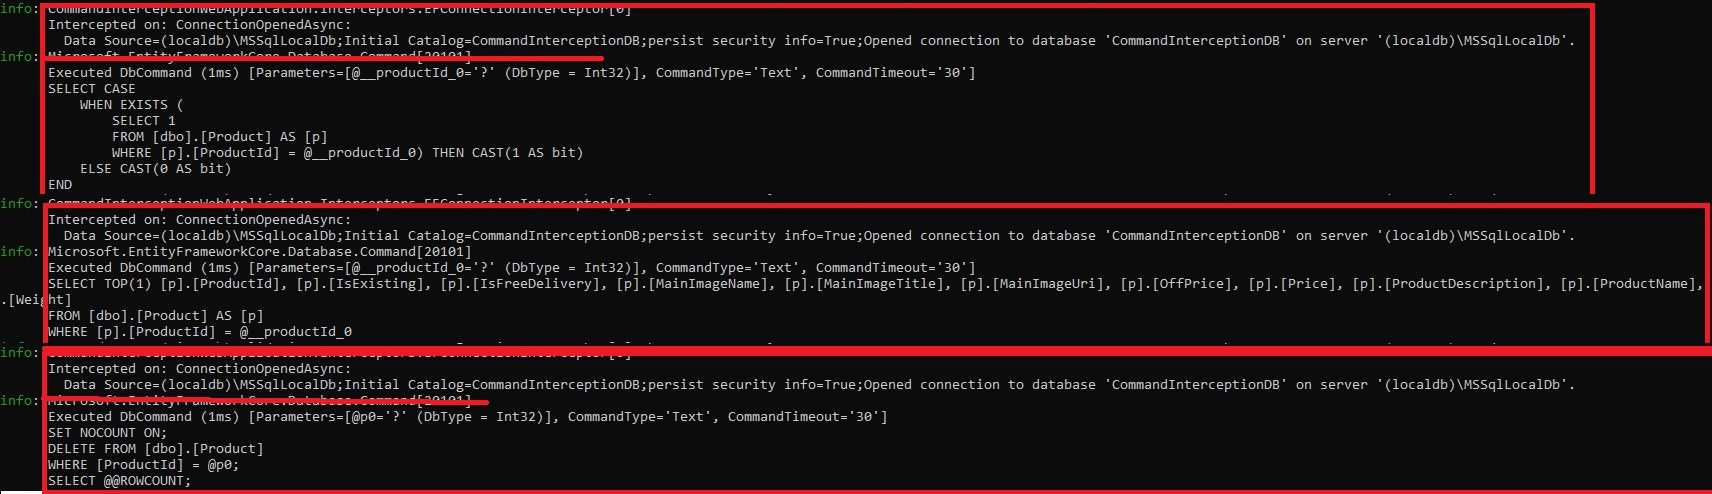 info: CommandInterceptionWebApplication.Interceptors.EFConnectionInterceptor[0]
Intercepted on: ConnectionOpenedAsync:
Data Source=(localdb)\MSSqlLocalDb;Initial Catalog=CommandInterceptionDB;persist security info=True;Opened connection to database 'CommandInterceptionDB' on server '(localdb)\MSSqlLocalDb'.
info: Microsoft.EntityFrameworkCore.Database.Command[20101]
Executed DbCommand (1ms) [Parameters=[@__productId_0='?' (DbType = Int32)], CommandType='Text', CommandTimeout='30']
SELECT CASE
WHEN EXISTS (
SELECT 1
FROM [dbo].[Product] AS [p]
WHERE [p].[ProductId] = @__productId_0) THEN CAST(1 AS bit)
ELSE CAST(0 AS bit)
END
info: CommandInterceptionWebApplication.Interceptors.EFConnectionInterceptor[0]
Intercepted on: ConnectionOpenedAsync:
Data Source=(localdb)\MSSqlLocalDb;Initial Catalog=CommandInterceptionDB;persist security info=True;Opened connection to database 'CommandInterceptionDB' on server '(localdb)\MSSqlLocalDb'.
info: Microsoft.EntityFrameworkCore.Database.Command[20101]
Executed DbCommand (1ms) [Parameters=[@__productId_0='?' (DbType = Int32)], CommandType='Text', CommandTimeout='30']
SELECT TOP(1) [p].[ProductId], [p].[IsExisting], [p].[IsFreeDelivery], [p].[MainImageName], [p].[MainImageTitle], [p].[MainImageUri], [p].[OffPrice], [p].[Price], [p].[ProductDescription], [p].[ProductName],
.[Weight]
FROM [dbo].[Product] AS [p]
WHERE [p].[ProductId] = @__productId_0
info:
Intercepted on: ConnectionOpenedAsync:
Data Source=(localdb)\MSSqlLocalDb;Initial Catalog=CommandInterceptionDB;persist security info=True;Opened connection to database 'CommandInterceptionDB' on server '(localdb)\MSSqlLocalDb'.
info: Microsoft.EntityFrameworkCore.Database.Command[20101]
Executed DbCommand (1ms) [Parameters=[@p0='?' (DbType = Int32)], CommandType='Text', CommandTimeout='30']
SET NOCOUNT ON;
DELETE FROM [dbo].[Product]
WHERE [ProductId] = @p0;
SELECT @@ROWCOUNT;